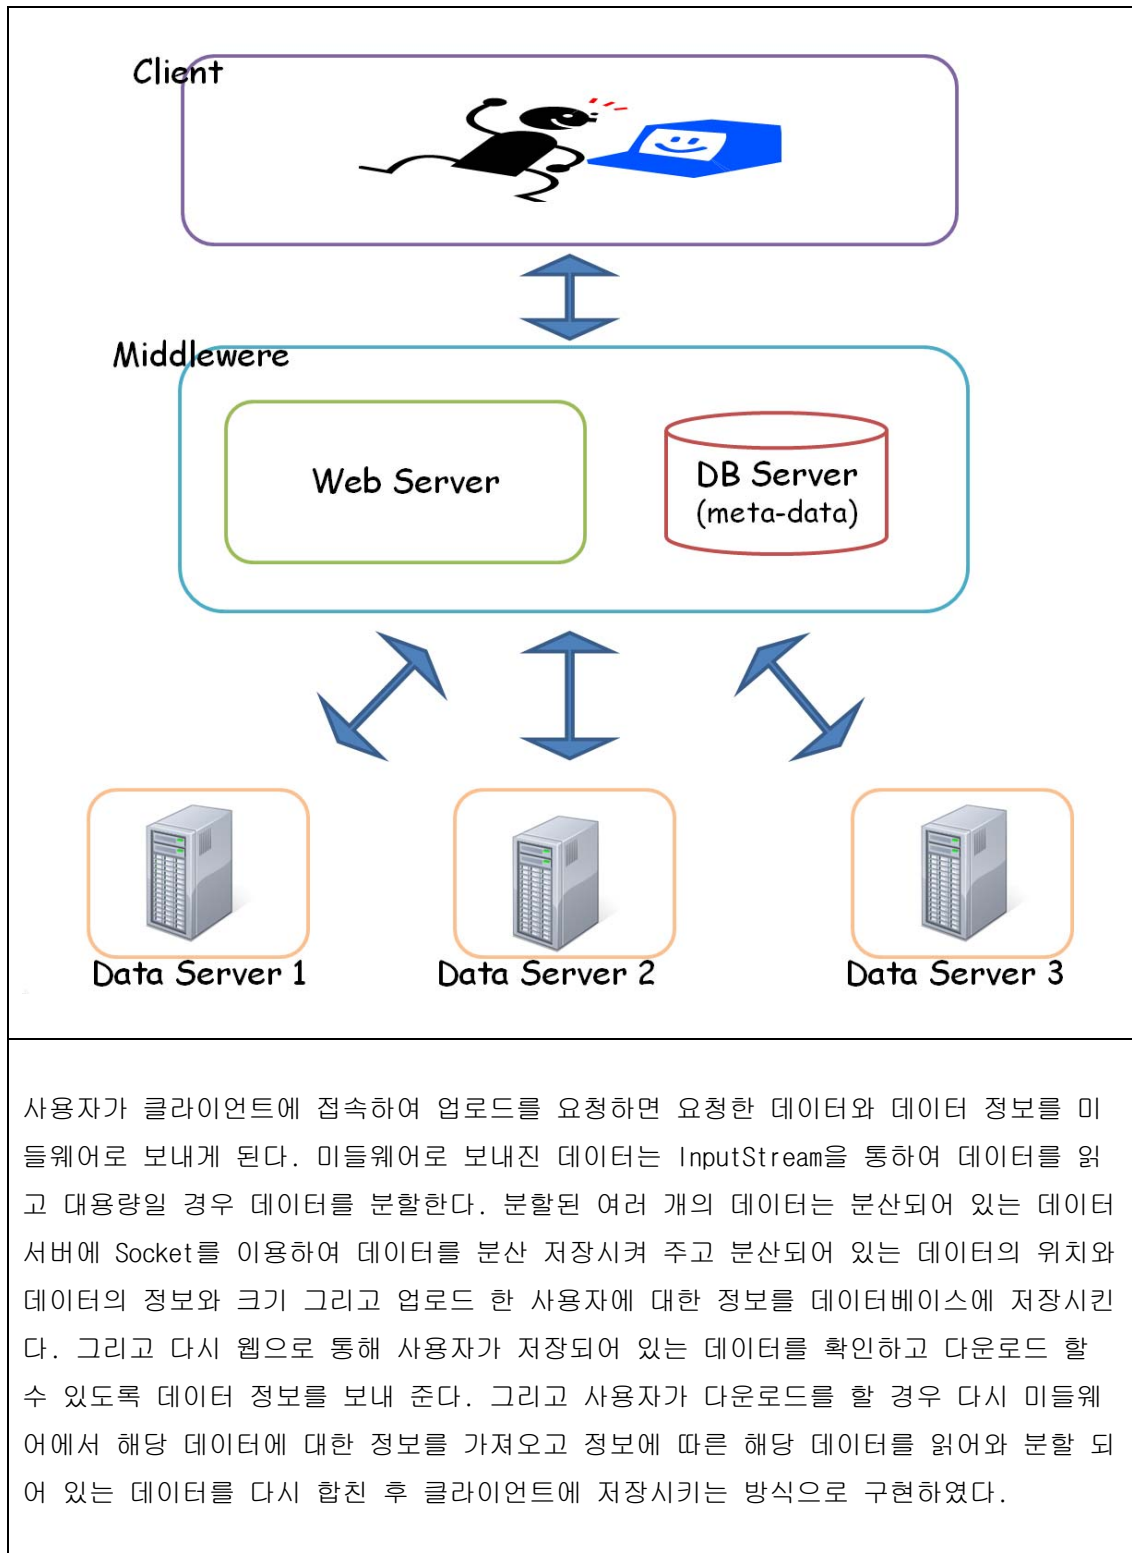 Client
Middlewere
Web Server
DB Server
(meta-data)
Data Server 1
Data Server 2
Data Server 3
사용자가 클라이언트에 접속하여 업로드를 요청하면 요청한 데이터와 데이터 정보를 미
들웨어로 보내게 된다. 미들웨어로 보내진 데이터는 InputStream을 통하여 데이터를 읽
고 대용량일 경우 데이터를 분할한다. 분할된 여러 개의 데이터는 분산되어 있는 데이터
서버에 Socket를 이용하여 데이터를 분산 저장시켜 주고 분산되어 있는 데이터의 위치와
데이터의 정보와 크기 그리고 업로드 한 사용자에 대한 정보를 데이터베이스에 저장시킨
다. 그리고 다시 웹으로 통해 사용자가 저장되어 있는 데이터를 확인하고 다운로드 할
수 있도록 데이터 정보를 보내 준다. 그리고 사용자가 다운로드를 할 경우 다시 미들웨
어에서 해당 데이터에 대한 정보를 가져오고 정보에 따른 해당 데이터를 읽어와 분할 되
어 있는 데이터를 다시 합친 후 클라이언트에 저장시키는 방식으로 구현하였다.